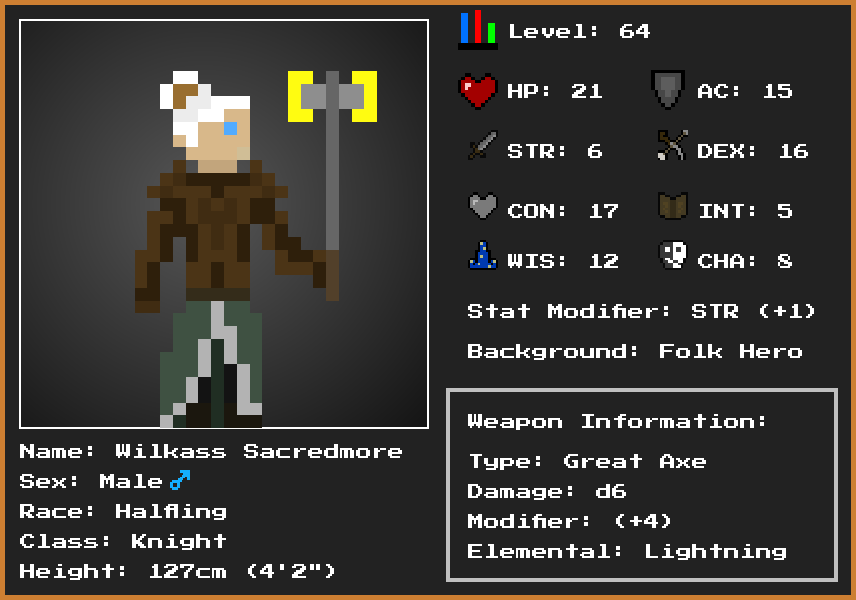 Level: 64
HP: 21
AC: 15
STR: 6
DEX: 16
CON: 17
INT: 5
WIS: 12
CHA: 8
Stat Modifier: STR (+1)
Background: Folk Hero
Weapon Information:
Type: Great Axe
Damage: d6
Modifier: (+4)
Elemental: Lightning
Name: Wilkass Sacredmore
Sex: Male ♂
Race: Halfling
Class: Knight
Height: 127cm (4'2")